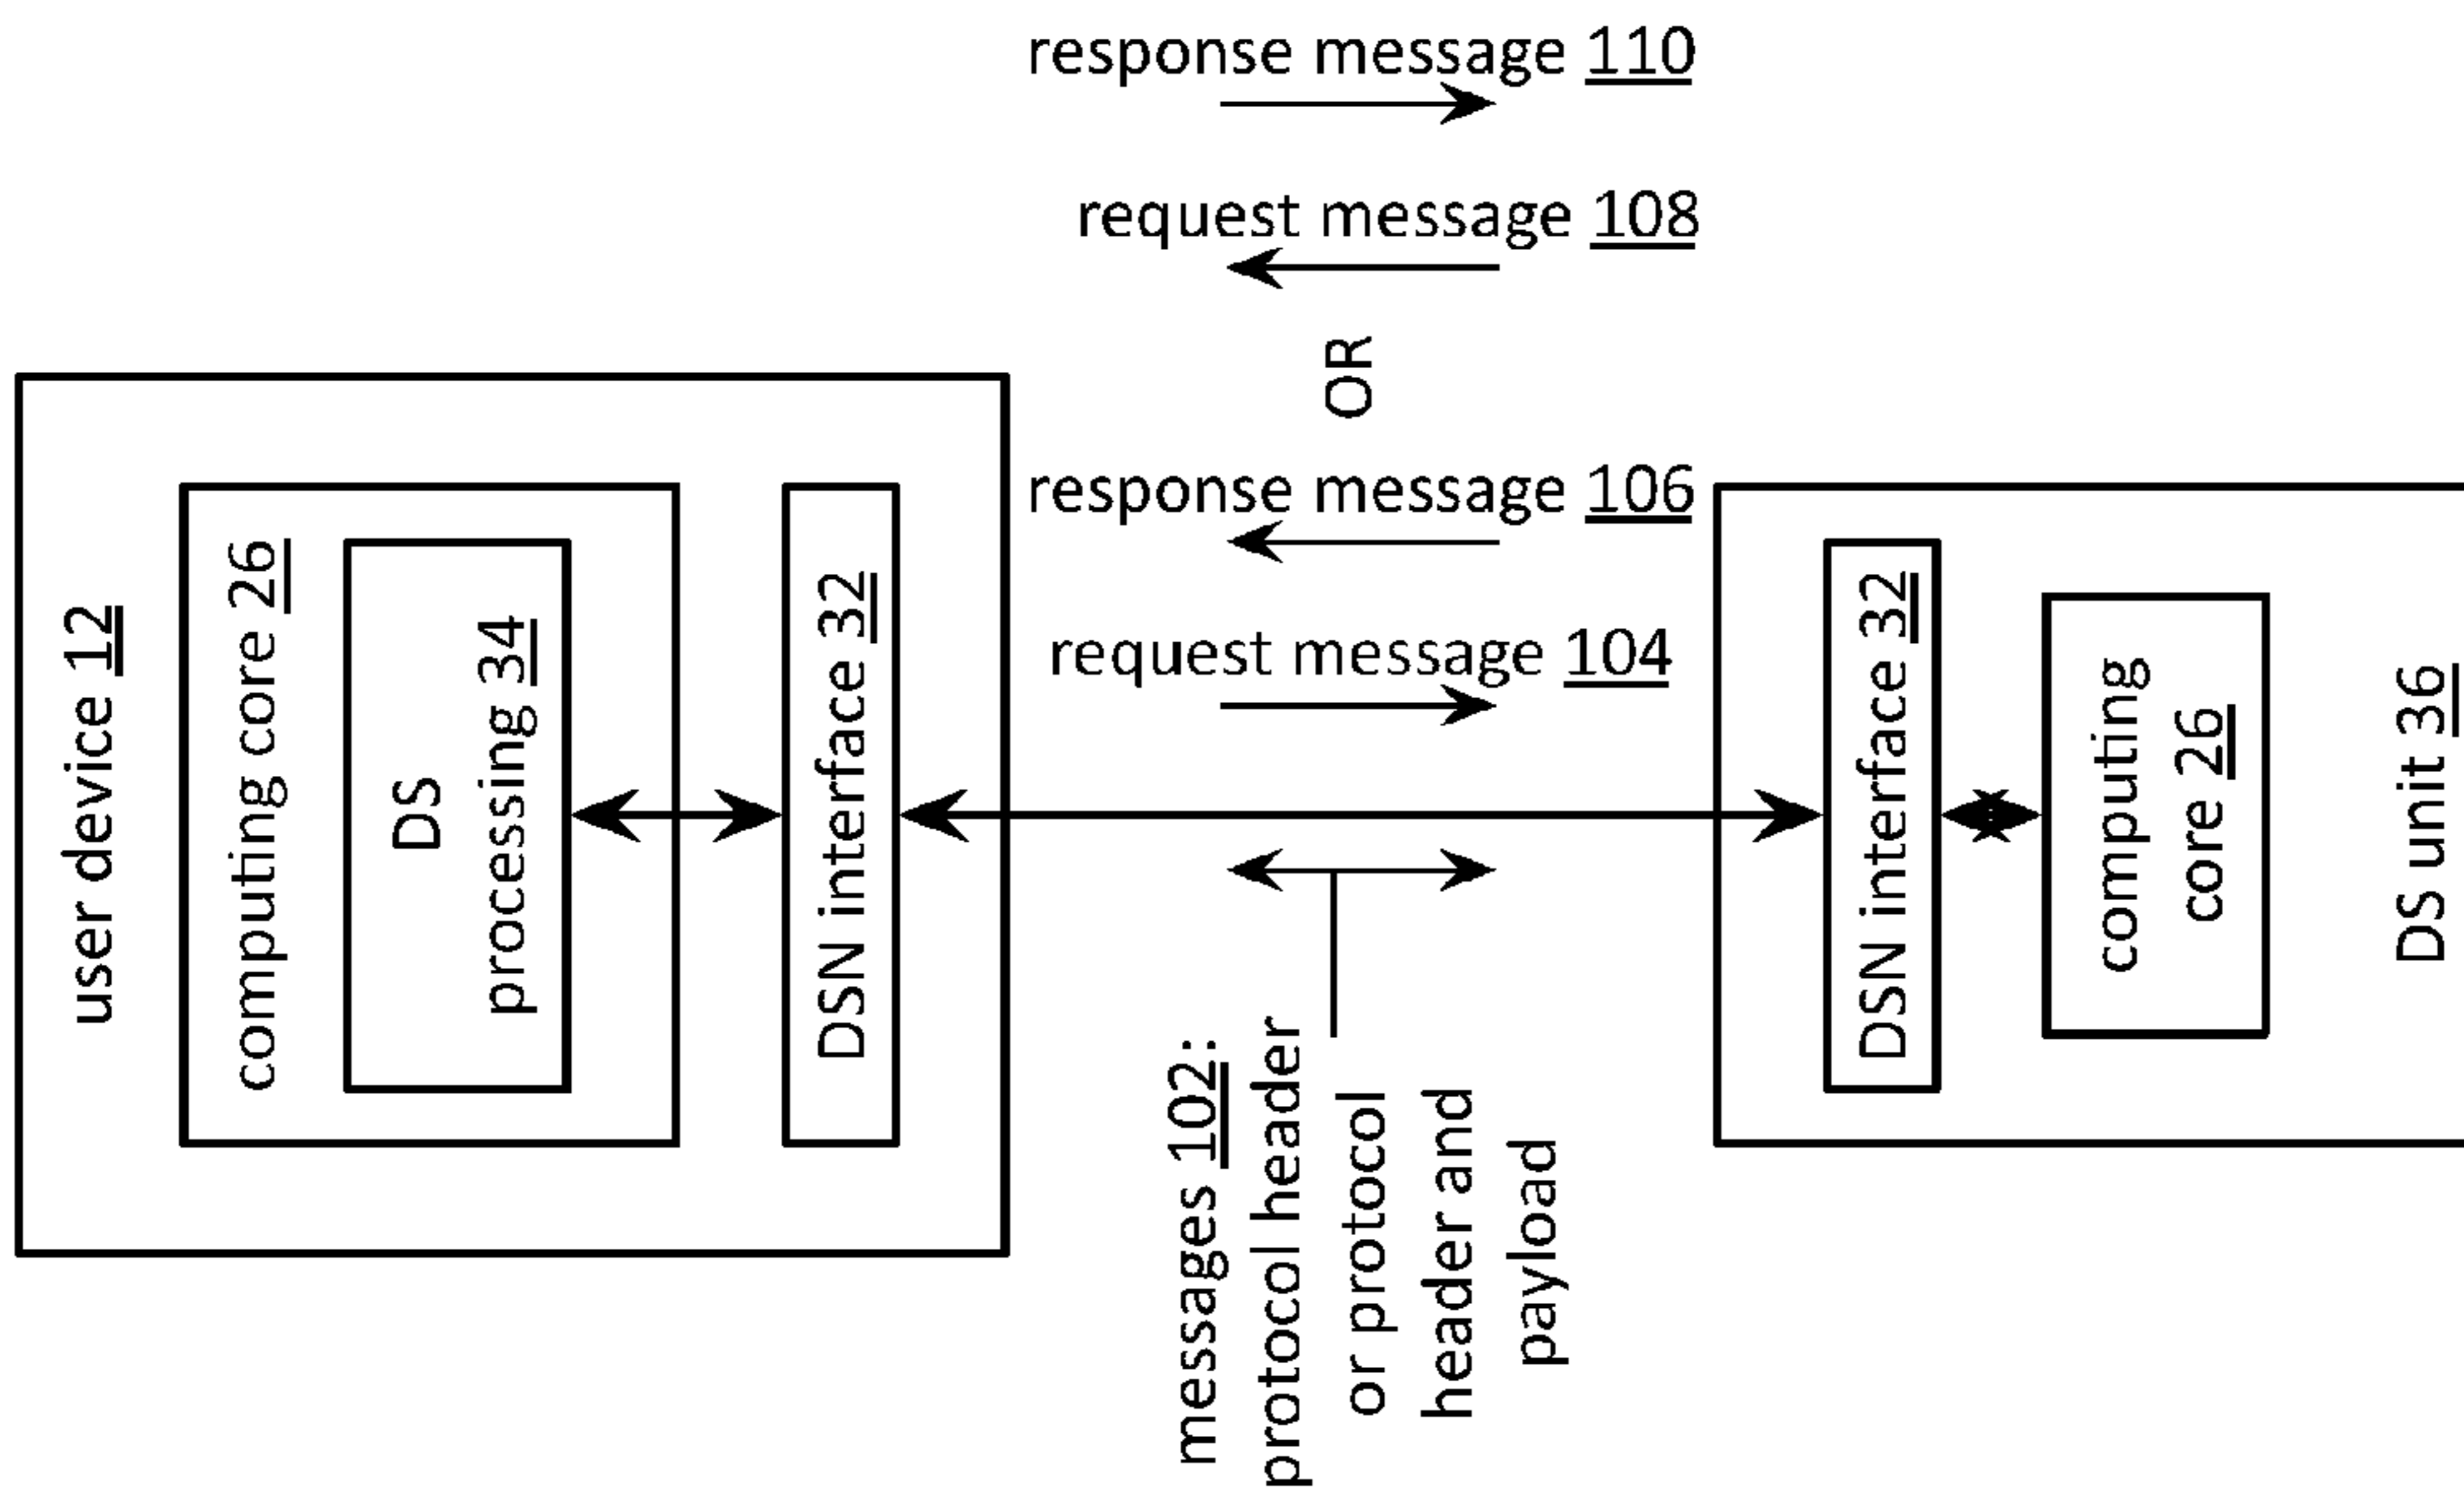 user device 12
computing core 26
DS
processing 34
DSN interface 32
response message 110
request message 108
OR
response message 106
request message 104
messages 102:
protocol header
or protocol
header and
payload
DSN interface 32
computing
core 26
DS unit 36